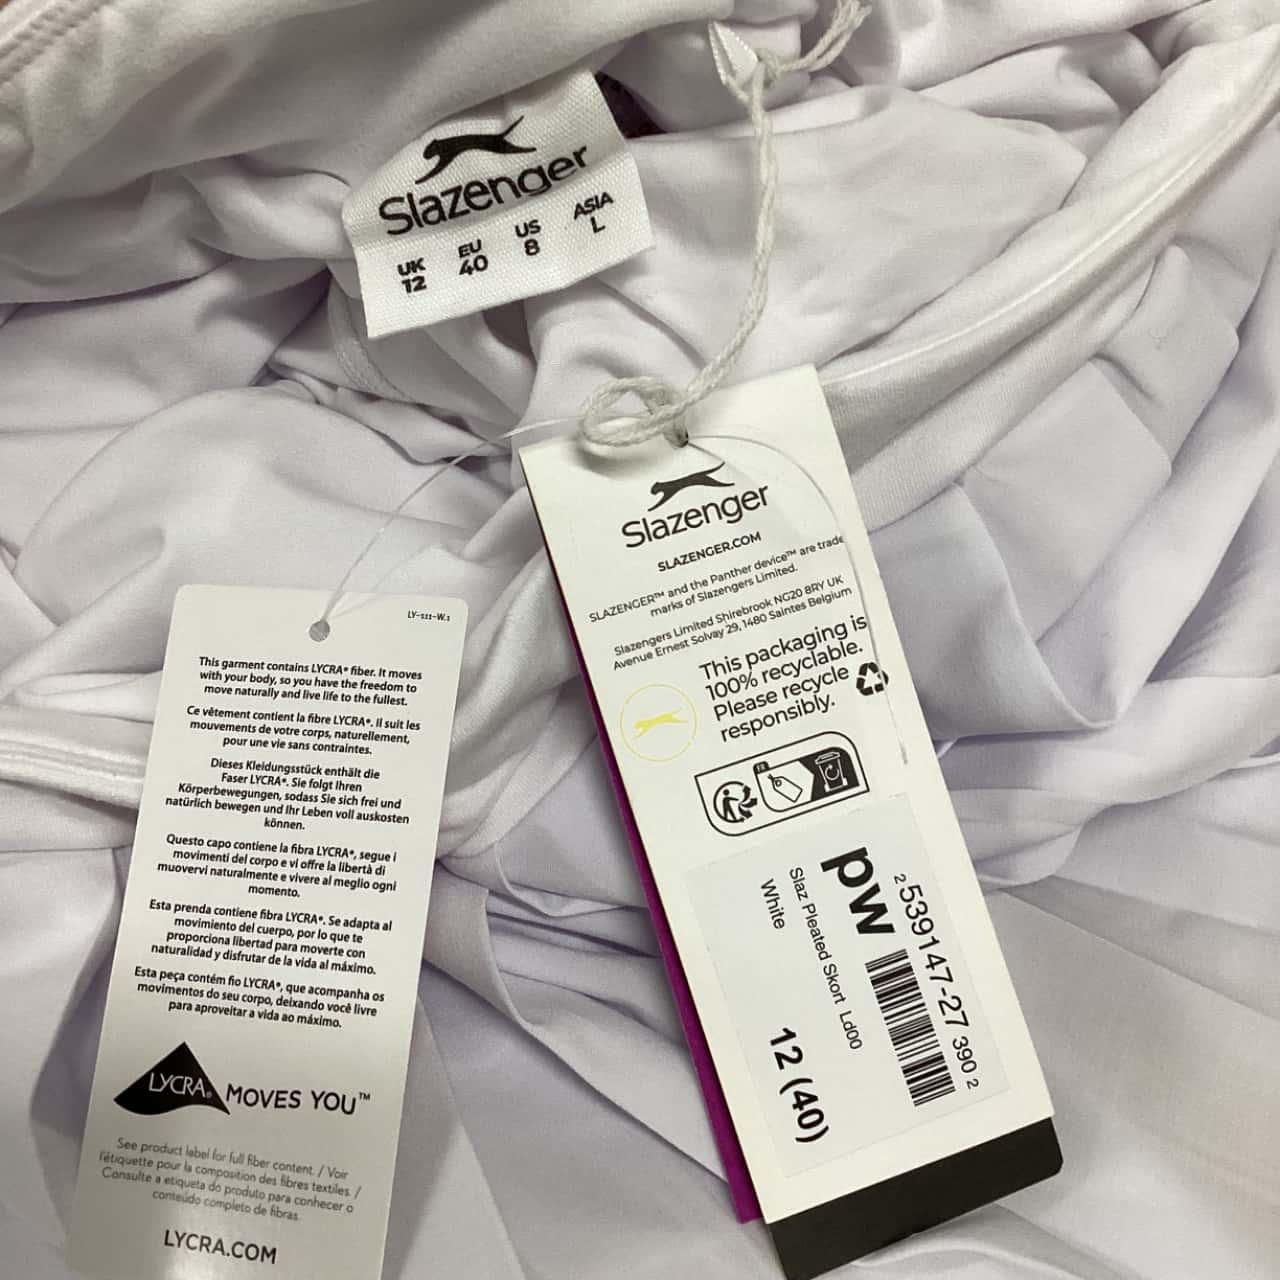 Slazenger
UK EU US ASIA
12 40 8 L
Slazenger
SLAZENGER.COM
SLAZENGER™ and the Panther device™ are trade
marks of Slazengers Limited.
Slazengers Limited Shirebrook NG20 8RY UK
Avenue Ernest Solvay 29, 1480 Saintes Belgium
This packaging is
100% recyclable.
Please recycle
responsibly.
FR
pw
2 539147-27 390 2
Slaz Pleated Skort Ld00
White
12 (40)
LY-111-W.1
This garment contains LYCRA® fiber. It moves
with your body, so you have the freedom to
move naturally and live life to the fullest.
Ce vêtement contient la fibre LYCRA®. Il suit les
mouvements de votre corps, naturellement,
pour une vie sans contraintes.
Dieses Kleidungsstück enthält die
Faser LYCRA®. Sie folgt Ihren
Körperbewegungen, sodass Sie sich frei und
natürlich bewegen und Ihr Leben voll auskosten
können.
Questo capo contiene la fibra LYCRA®, segue i
movimenti del corpo e vi offre la libertà di
muovervi naturalmente e vivere al meglio ogni
momento.
Esta prenda contiene fibra LYCRA®. Se adapta al
movimiento del cuerpo, por lo que te
proporciona libertad para moverte con
naturalidad y disfrutar de la vida al máximo.
Esta peça contém fio LYCRA®, que acompanha os
movimentos do seu corpo, deixando você livre
para aproveitar a vida ao máximo.
LYCRA® MOVES YOU™
See product label for full fiber content. / Voir
l'étiquette pour la composition des fibres textiles. /
Consulte a etiqueta do produto para conhecer o
conteúdo completo de fibras.
LYCRA.COM